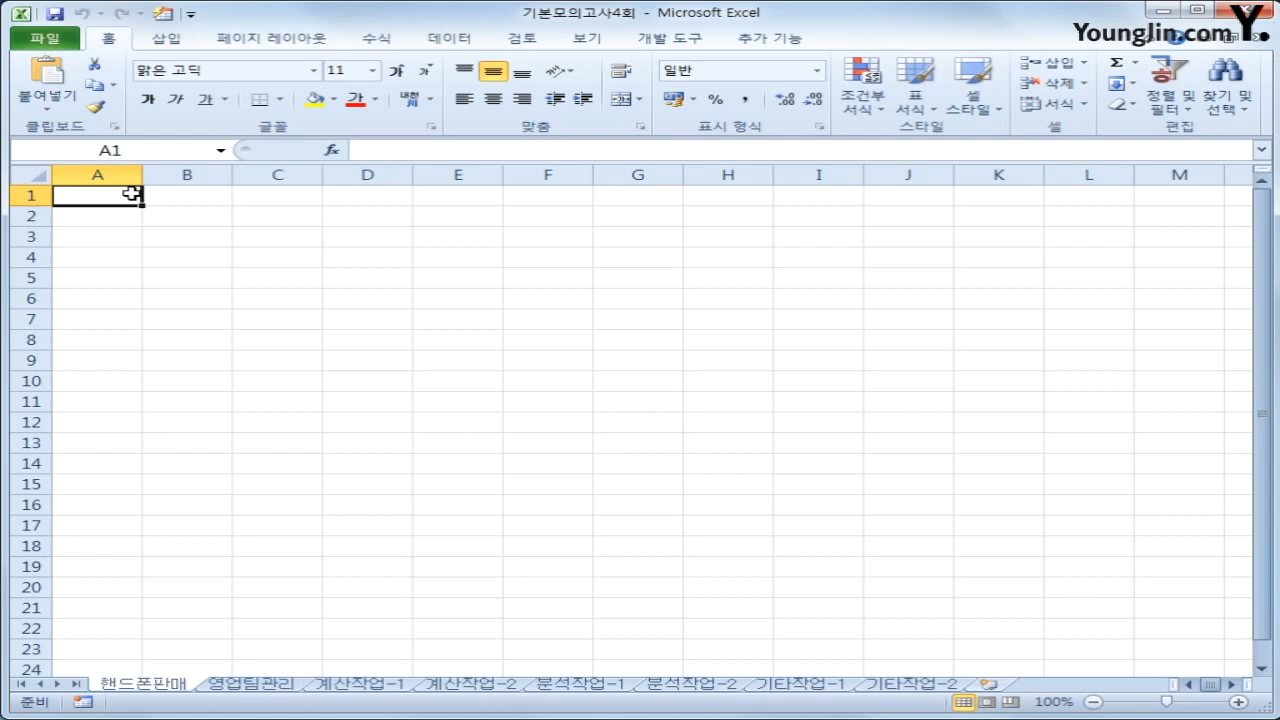 기본모의고사4회 - Microsoft Excel
Younglin.com Y.
파일 홈 삽입 페이지 레이아웃 수식 데이터 검토 보기 개발 도구 추가 기능
붙여넣기
맑은 고딕 11
가 가 가 가 내천
일반
% ,
조건부 서식
표 서식
셀 스타일
삽입
삭제
서식
Σ
정렬 및 필터
찾기 및 선택
클립보드 글꼴 맞춤 표시 형식 스타일 셀 편집
A1 fx
A B C D E F G H I J K L M
1
2
3
4
5
6
7
8
9
10
11
12
13
14
15
16
17
18
19
20
21
22
23
24
핸드폰판매 영업팀관리 계산작업-1 계산작업-2 분석작업-1 분석작업-2 기타작업-1 기타작업-2
준비 100%